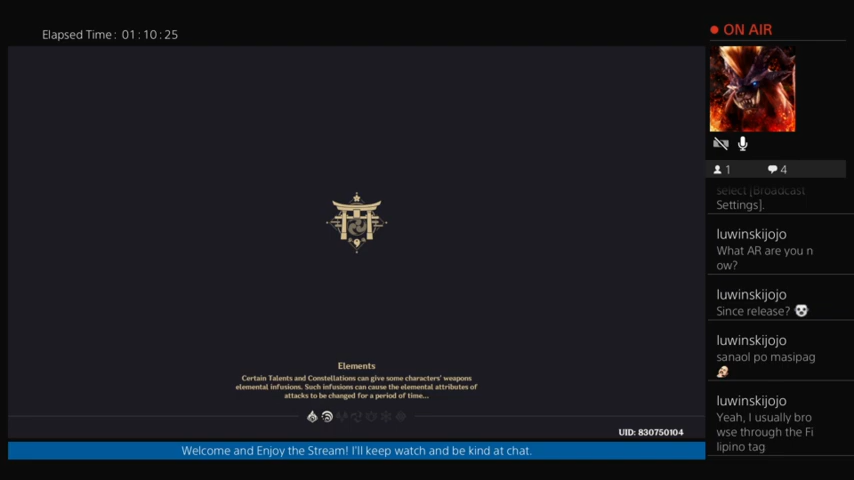 Elapsed Time: 01:10:25
ON AIR
1
4
select [Broadcast
Settings].
luwinskijojo
What AR are you n
ow?
luwinskijojo
Since release?
luwinskijojo
sanaol po masipag
luwinskijojo
Yeah, I usually bro
wse through the Fi
lipino tag
Elements
Certain Talents and Constellations can give some characters' weapons
elemental infusions. Such infusions can cause the elemental attributes of
attacks to be changed for a period of time...
UID: 830750104
Welcome and Enjoy the Stream! I'll keep watch and be kind at chat.